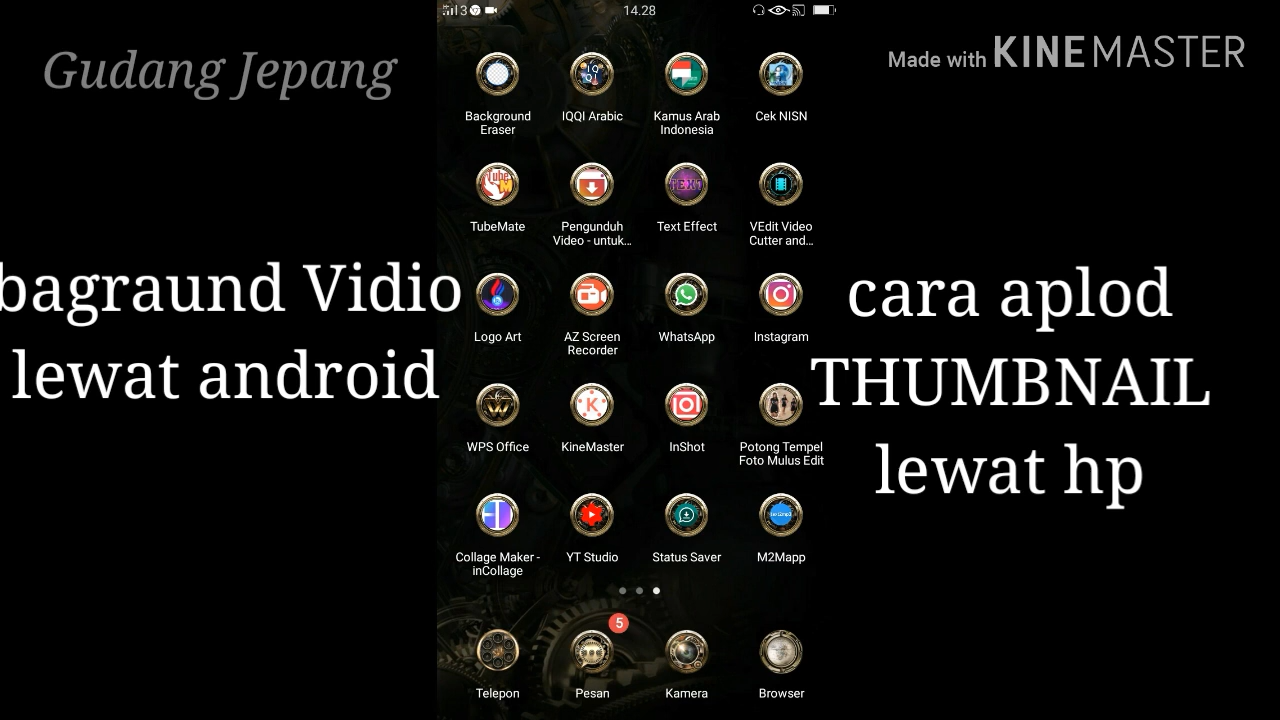 3
14.28
Gudang Jepang
Made with KINEMASTER
Background
Eraser
IQQI Arabic
Kamus Arab
Indonesia
Cek NISN
TubeMate
Pengunduh
Video - untuk...
Text Effect
VEdit Video
Cutter and...
bagraund Vidio
lewat android
cara aplod
THUMBNAIL
lewat hp
Logo Art
AZ Screen
Recorder
WhatsApp
Instagram
WPS Office
KineMaster
InShot
Potong Tempel
Foto Mulus Edit
Collage Maker -
inCollage
YT Studio
Status Saver
M2Mapp
5
Telepon
Pesan
Kamera
Browser